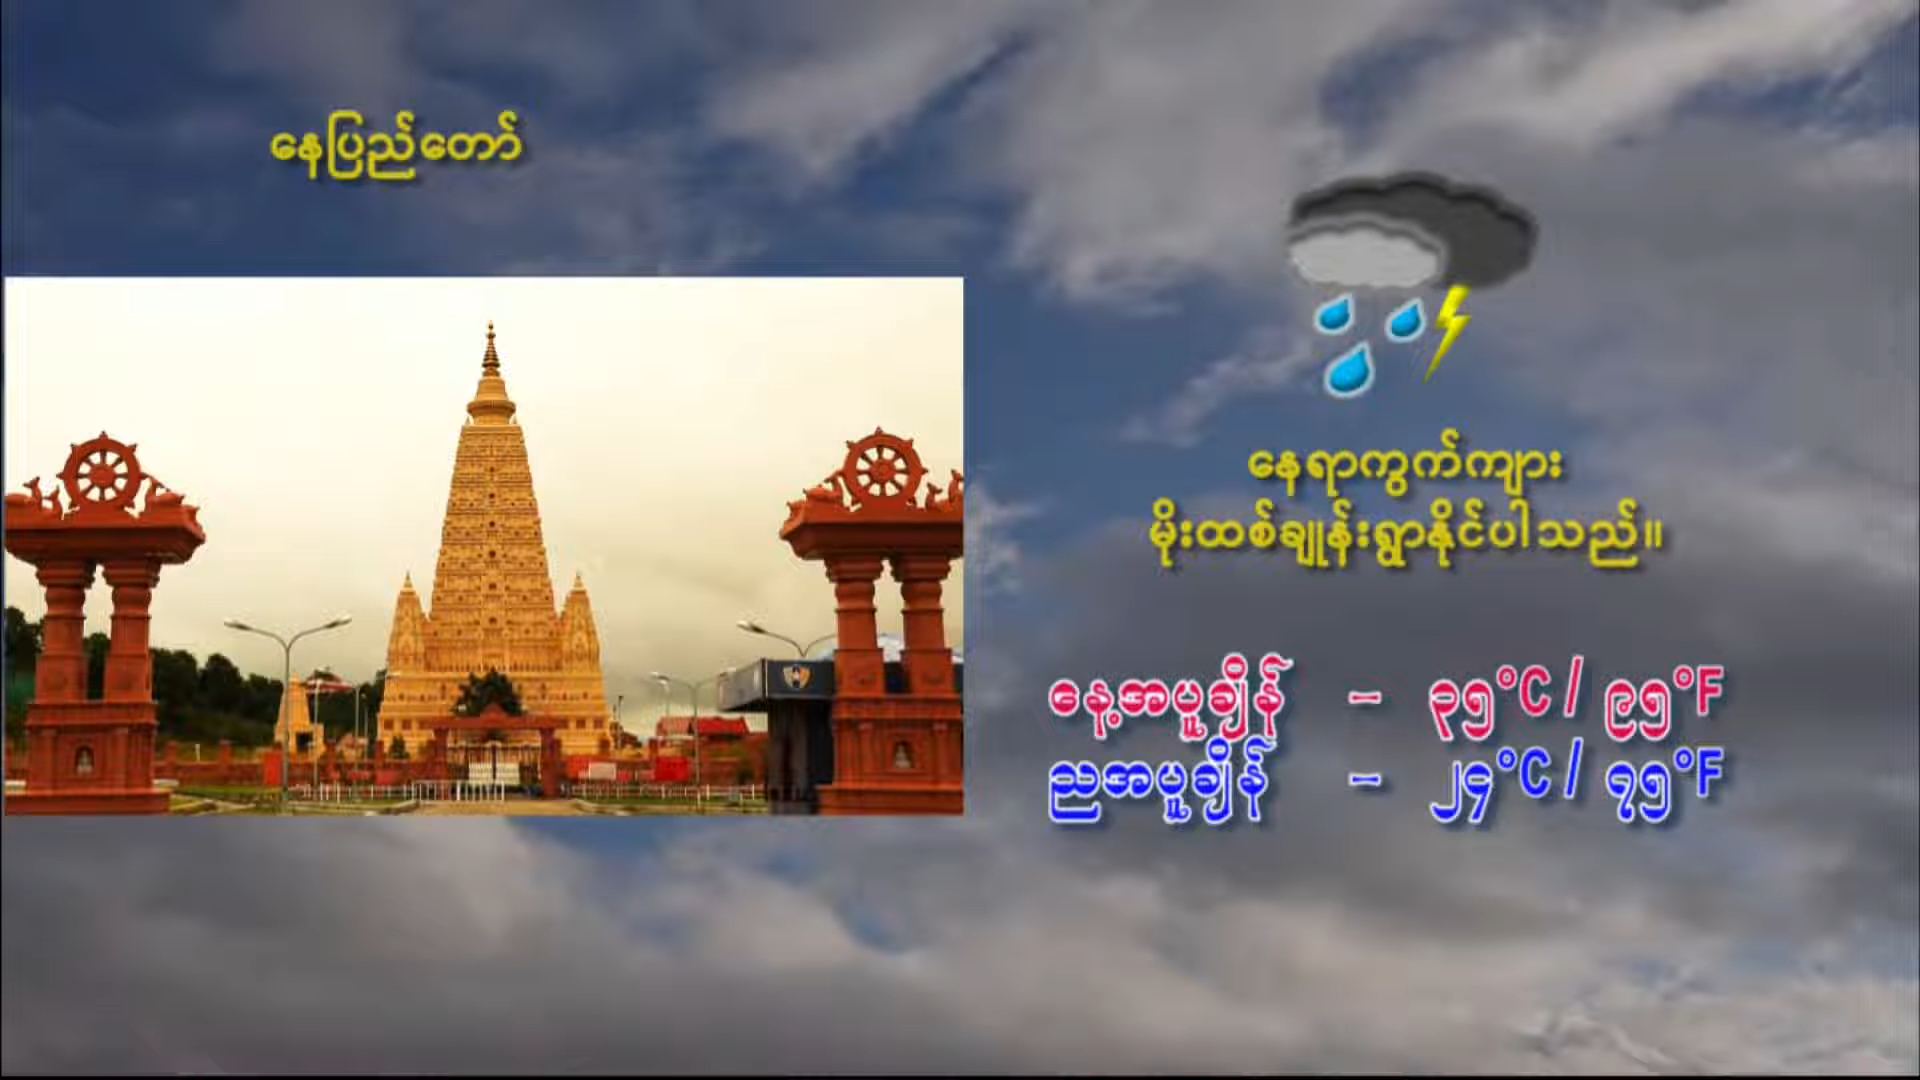 နေပြည်တော်
နေရာကွက်ကျား
မိုးထစ်ချုန်းရွာနိုင်ပါသည်။
နေ့အပူချိန် - ၃၅°C / ၉၅°F
ညအပူချိန် - ၂၄°C / ၇၅°F